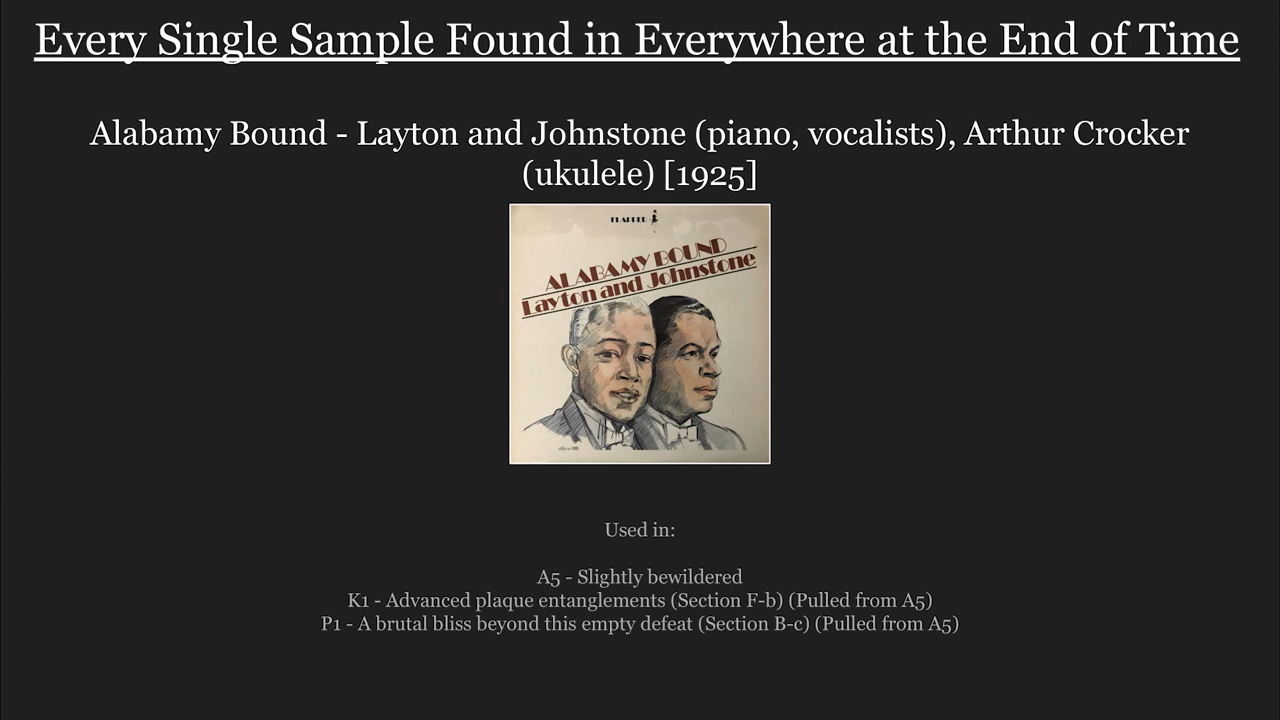 Every Single Sample Found in Everywhere at the End of Time
Alabamy Bound - Layton and Johnstone (piano, vocalists), Arthur Crocker
(ukulele) [1925]
FLAPPER
ALABAMY BOUND
Layton and Johnstone
Used in:
A5 - Slightly bewildered
K1 - Advanced plaque entanglements (Section F-b) (Pulled from A5)
P1 - A brutal bliss beyond this empty defeat (Section B-c) (Pulled from A5)